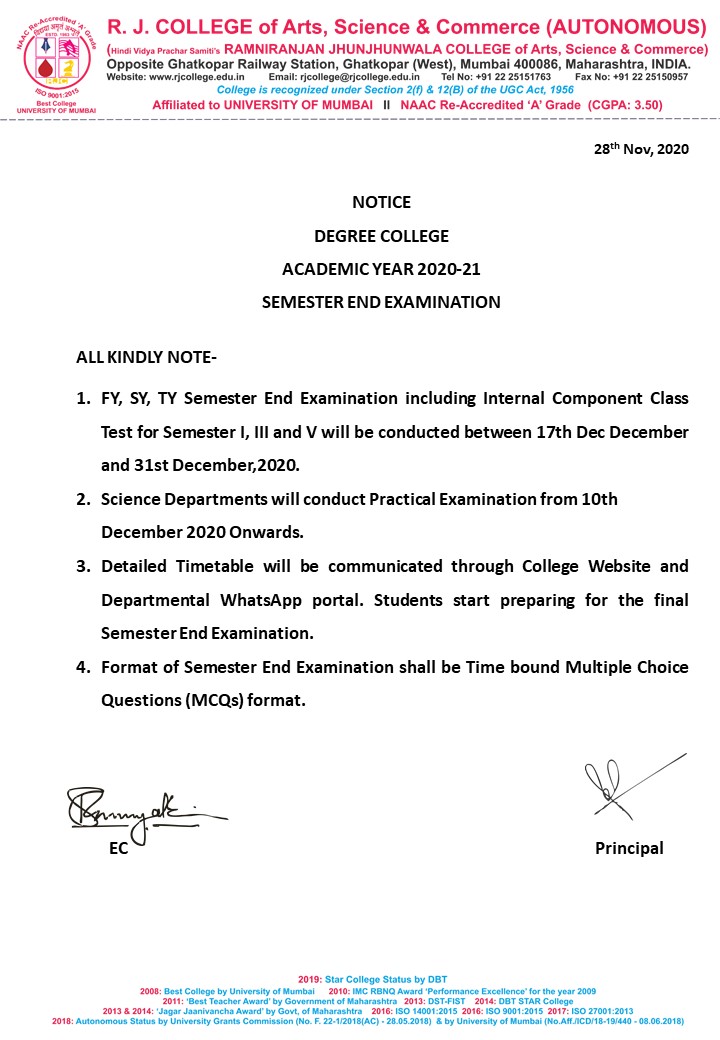 NAAC Re-Accredited 'A' Grade
ESTD. 1963
ISO 9001:2015
Best College
UNIVERSITY OF MUMBAI
R. J. COLLEGE of Arts, Science & Commerce (AUTONOMOUS)
(Hindi Vidya Prachar Samiti's RAMNIRANJAN JHUNJHUNWALA COLLEGE of Arts, Science & Commerce)
Opposite Ghatkopar Railway Station, Ghatkopar (West), Mumbai 400086, Maharashtra, INDIA.
Website: www.rjcollege.edu.in Email: rjcollege@rjcollege.edu.in Tel No: +91 22 25151763 Fax No: +91 22 25150957
College is recognized under Section 2(f) & 12(B) of the UGC Act, 1956
Affiliated to UNIVERSITY OF MUMBAI II NAAC Re-Accredited 'A' Grade (CGPA: 3.50)
28th Nov, 2020
NOTICE
DEGREE COLLEGE
ACADEMIC YEAR 2020-21
SEMESTER END EXAMINATION
ALL KINDLY NOTE-
1. FY, SY, TY Semester End Examination including Internal Component Class
Test for Semester I, III and V will be conducted between 17th Dec December
and 31st December,2020.
2. Science Departments will conduct Practical Examination from 10th
December 2020 Onwards.
3. Detailed Timetable will be communicated through College Website and
Departmental WhatsApp portal. Students start preparing for the final
Semester End Examination.
4. Format of Semester End Examination shall be Time bound Multiple Choice
Questions (MCQs) format.
EC Principal
2019: Star College Status by DBT
2008: Best College by University of Mumbai 2010: IMC RBNQ Award 'Performance Excellence' for the year 2009
2011: 'Best Teacher Award' by Government of Maharashtra 2013: DST-FIST 2014: DBT STAR College
2013 & 2014: 'Jagar Jaanivancha Award' by Govt, of Maharashtra 2016: ISO 14001:2015 2016: ISO 9001:2015 2017: ISO 27001:2013
2018: Autonomous Status by University Grants Commission (No. F. 22-1/2018(AC) - 28.05.2018) & by University of Mumbai (No.Aff./ICD/18-19/440 - 08.06.2018)